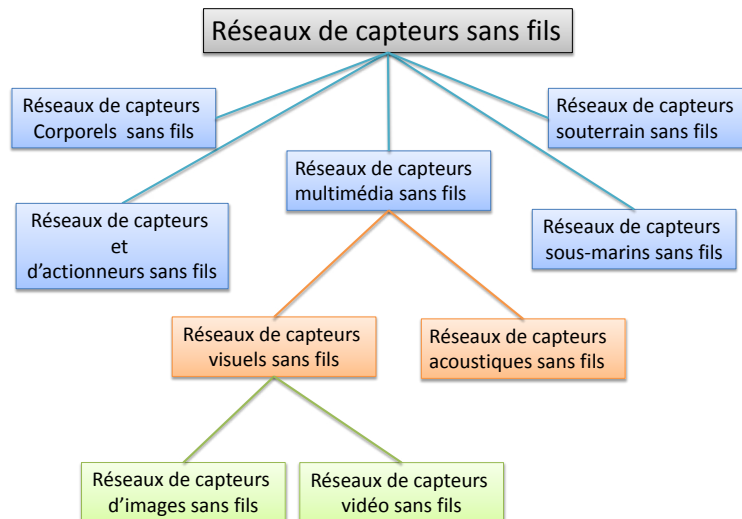 Réseaux de capteurs sans fils
Réseaux de capteurs
Corporels sans fils
Réseaux de capteurs
souterrain sans fils
Réseaux de capteurs
multimédia sans fils
Réseaux de capteurs
et
d'actionneurs sans fils
Réseaux de capteurs
sous-marins sans fils
Réseaux de capteurs
visuels sans fils
Réseaux de capteurs
acoustiques sans fils
Réseaux de capteurs
d'images sans fils
Réseaux de capteurs
vidéo sans fils